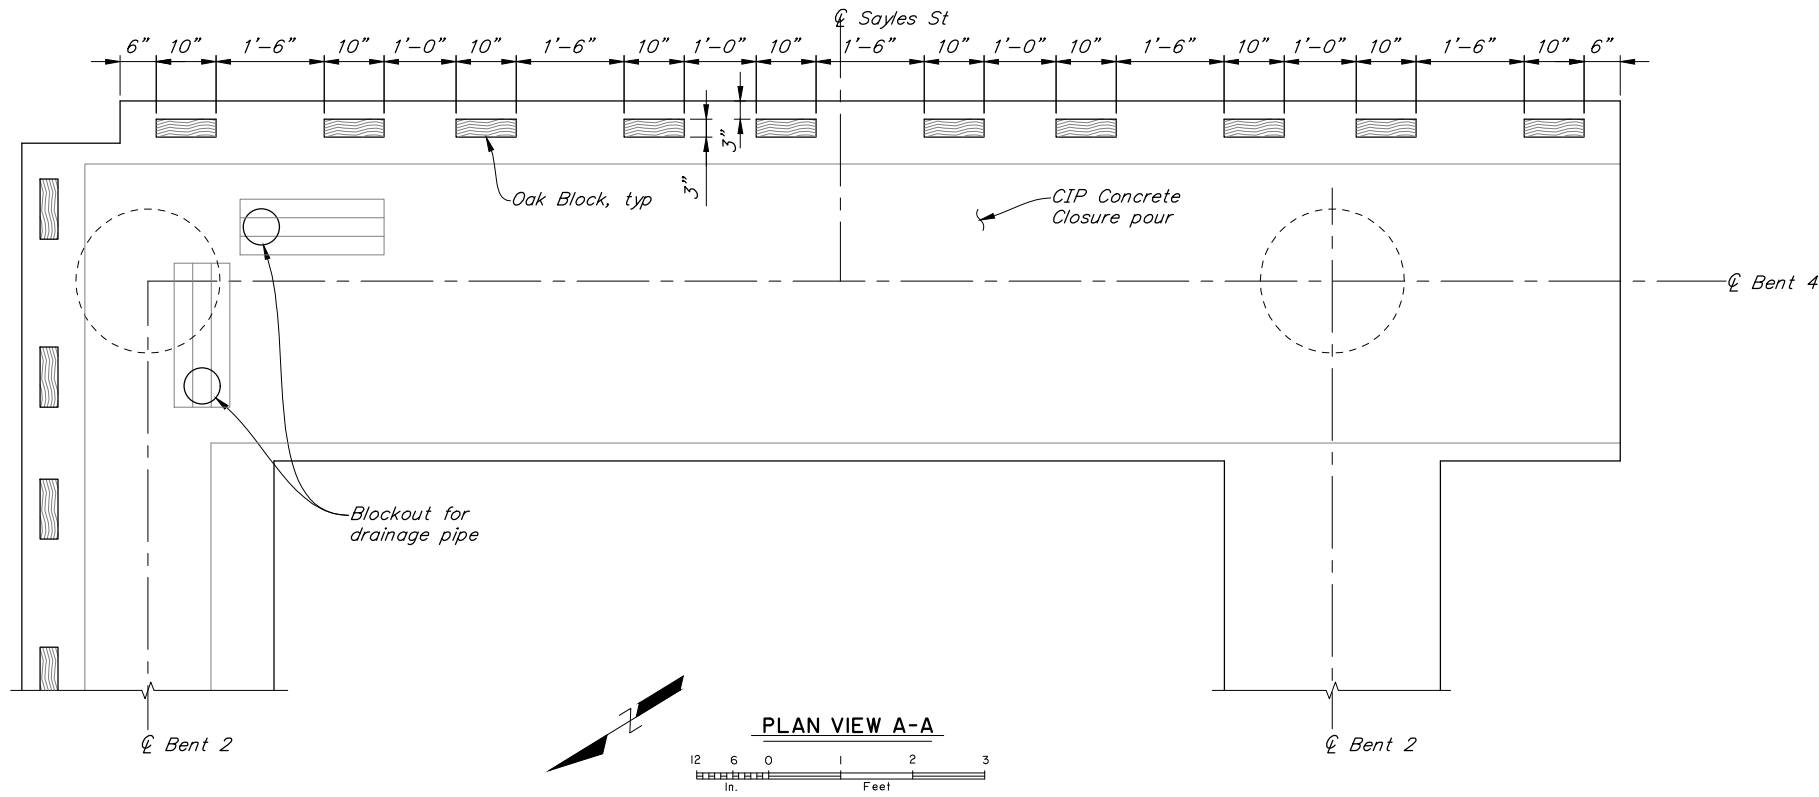 ℄ Sayles St
6" 10" 1'-6" 10" 1'-0" 10" 1'-6" 10" 1'-0" 10" 1'-6" 10" 1'-0" 10" 1'-6" 10" 1'-0" 10" 1'-6" 10" 6"
3"
3"
Oak Block, typ
CIP Concrete
Closure pour
℄ Bent 4
Blockout for
drainage pipe
Z
℄ Bent 2
℄ Bent 2
PLAN VIEW A-A
12 6 0 1 2 3
In. Feet